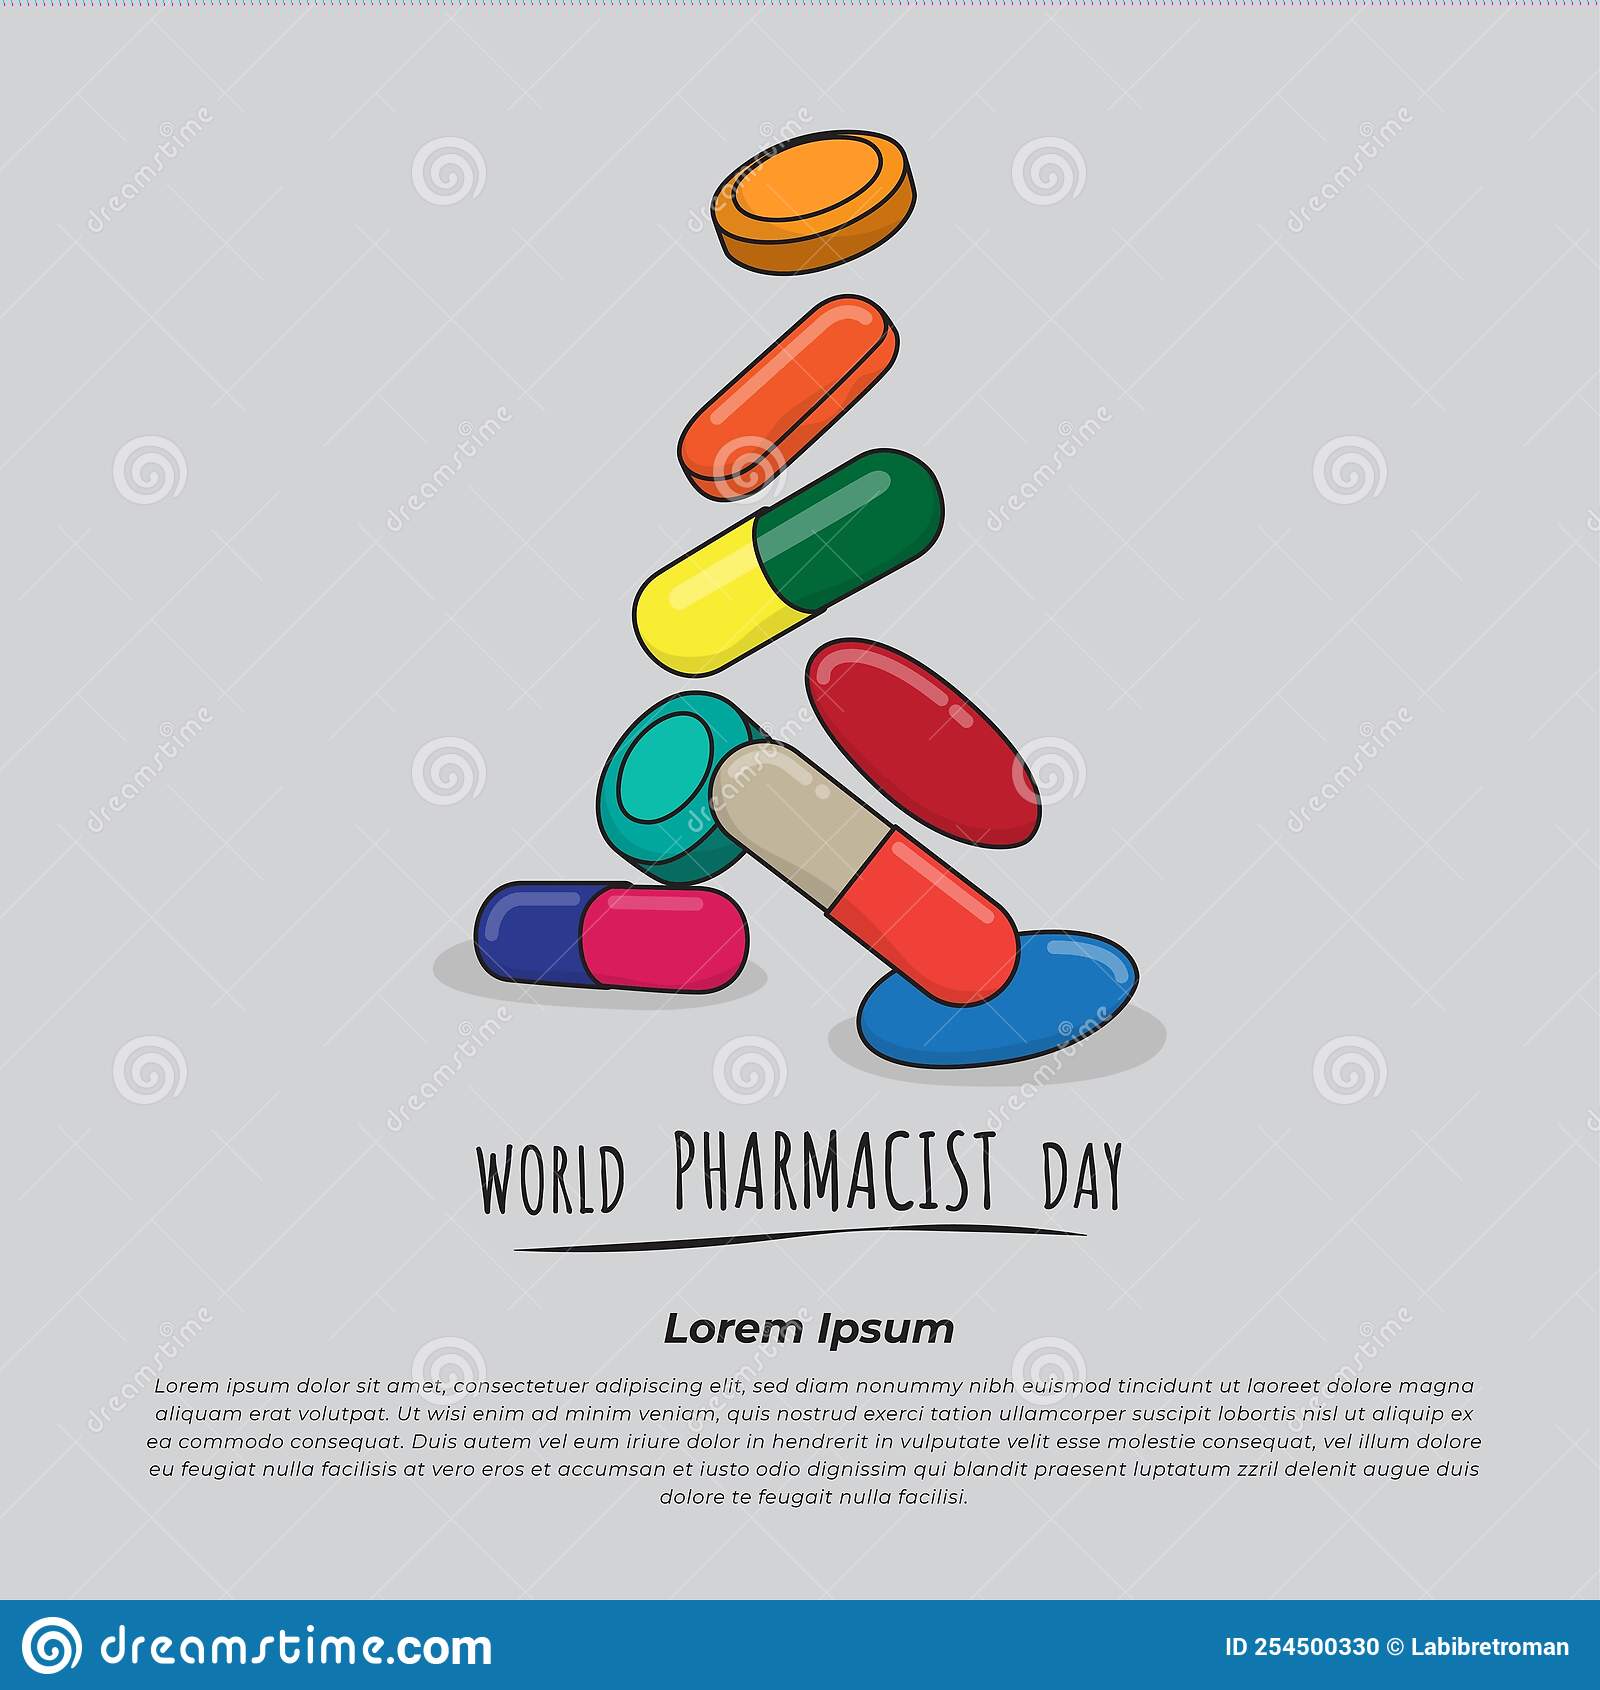 WORLD PHARMACIST DAY
Lorem Ipsum
Lorem ipsum dolor sit amet, consectetuer adipiscing elit, sed diam nonummy nibh euismod tincidunt ut laoreet dolore magna
aliquam erat volutpat. Ut wisi enim ad minim veniam, quis nostrud exerci tation ullamcorper suscipit lobortis nisl ut aliquip ex
ea commodo consequat. Duis autem vel eum iriure dolor in hendrerit in vulputate velit esse molestie consequat, vel illum dolore
eu feugiat nulla facilisis at vero eros et accumsan et iusto odio dignissim qui blandit praesent luptatum zzril delenit augue duis
dolore te feugait nulla facilisi.
dreamstime.com
ID 254500330 © Labibretroman